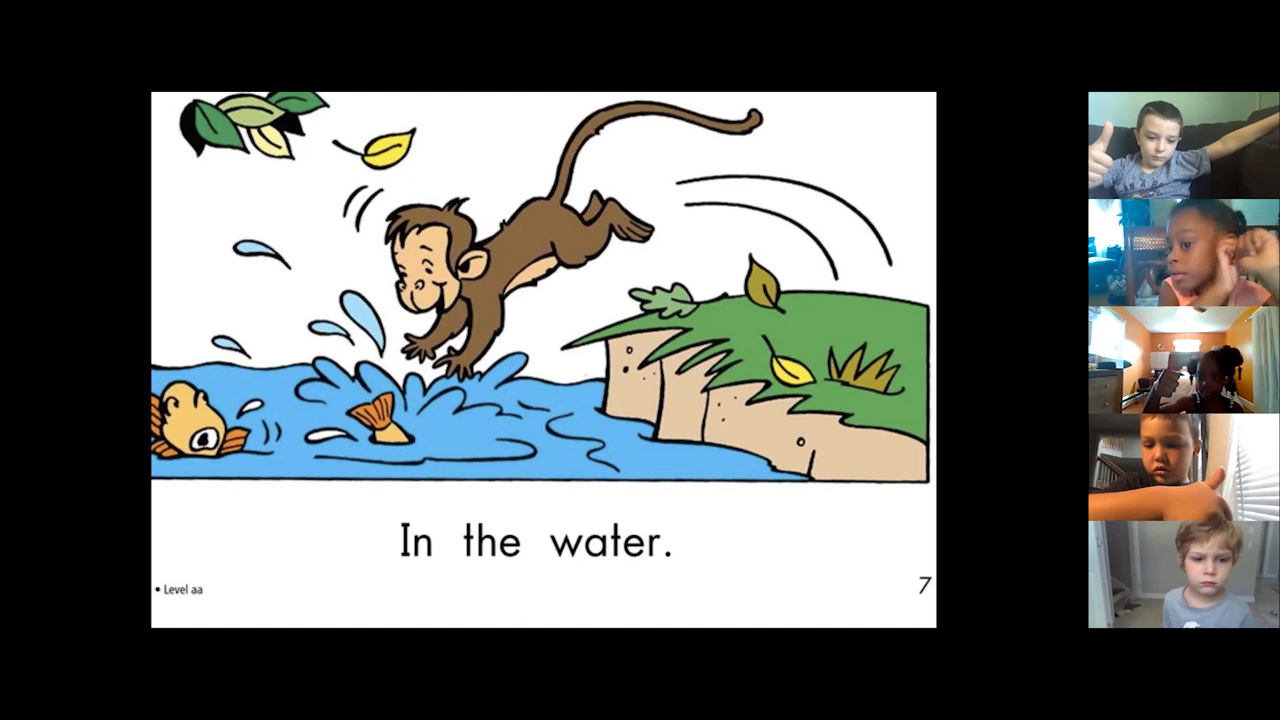 In the water.
• Level aa
7